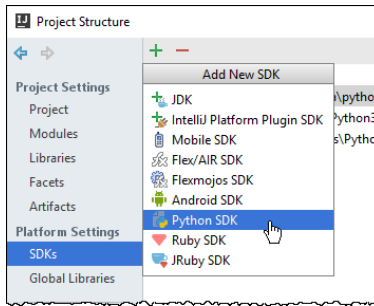 Project Structure
Add New SDK
Project Settings
Project
Modules
Libraries
Facets
Artifacts
Platform Settings
SDKs
Global Libraries
JDK
IntelliJ Platform Plugin SDK
Mobile SDK
Flex/AIR SDK
Flexmojos SDK
Android SDK
Python SDK
Ruby SDK
JRuby SDK